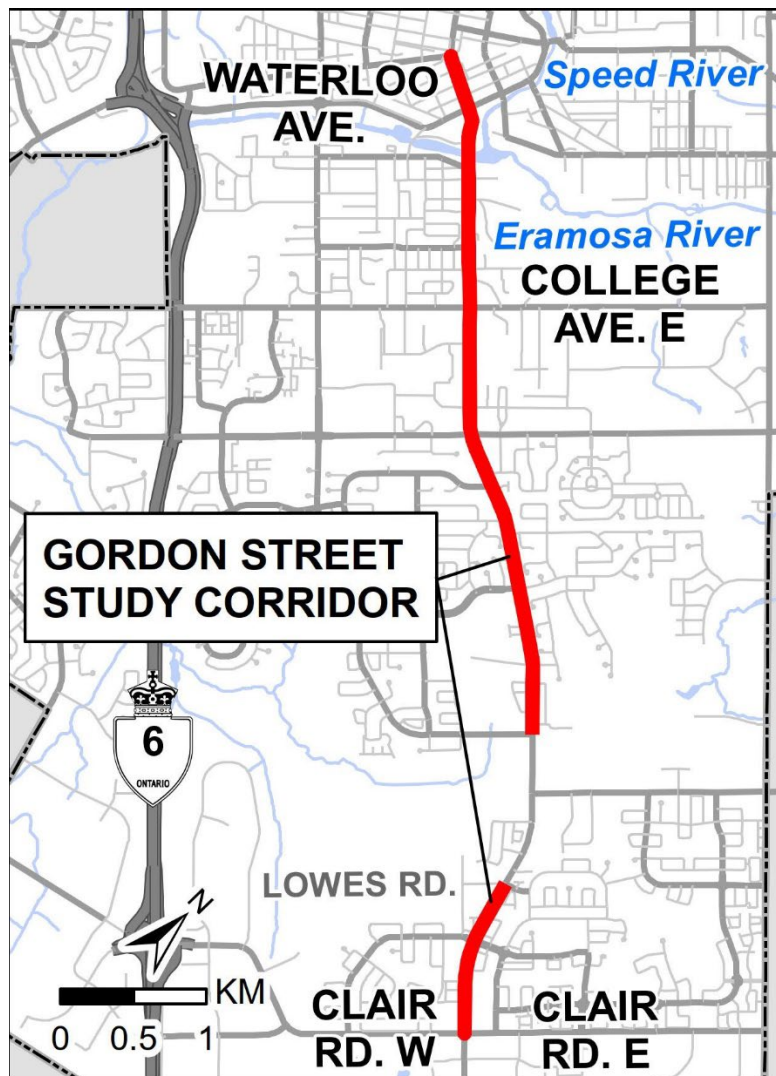 WATERLOO
AVE.
Speed River
Eramosa River
COLLEGE
AVE. E
GORDON STREET
STUDY CORRIDOR
6
ONTARIO
LOWES RD.
N
KM
0 0.5 1
CLAIR
RD. W
CLAIR
RD. E